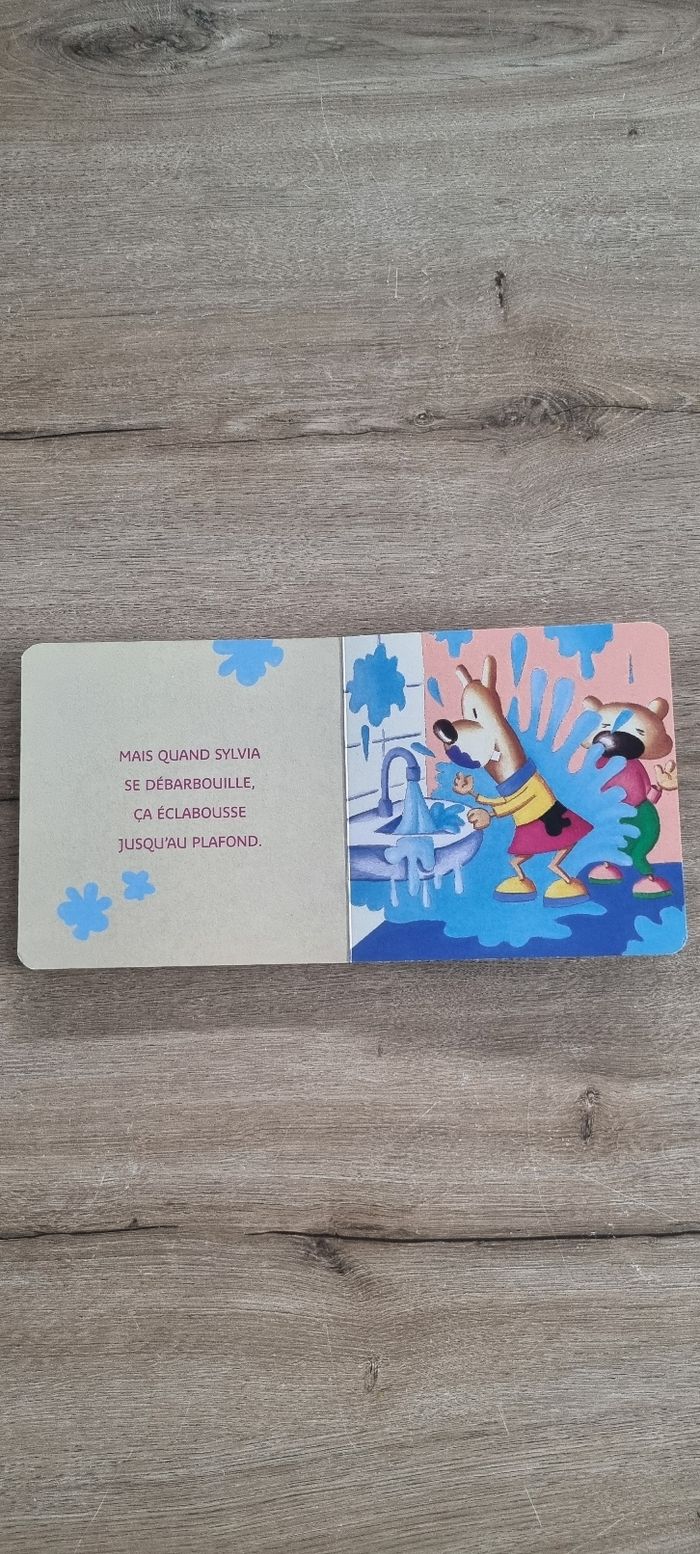 MAIS QUAND SYLVIA
SE DÉBARBOUILLE,
ÇA ÉCLABOUSSE
JUSQU'AU PLAFOND.